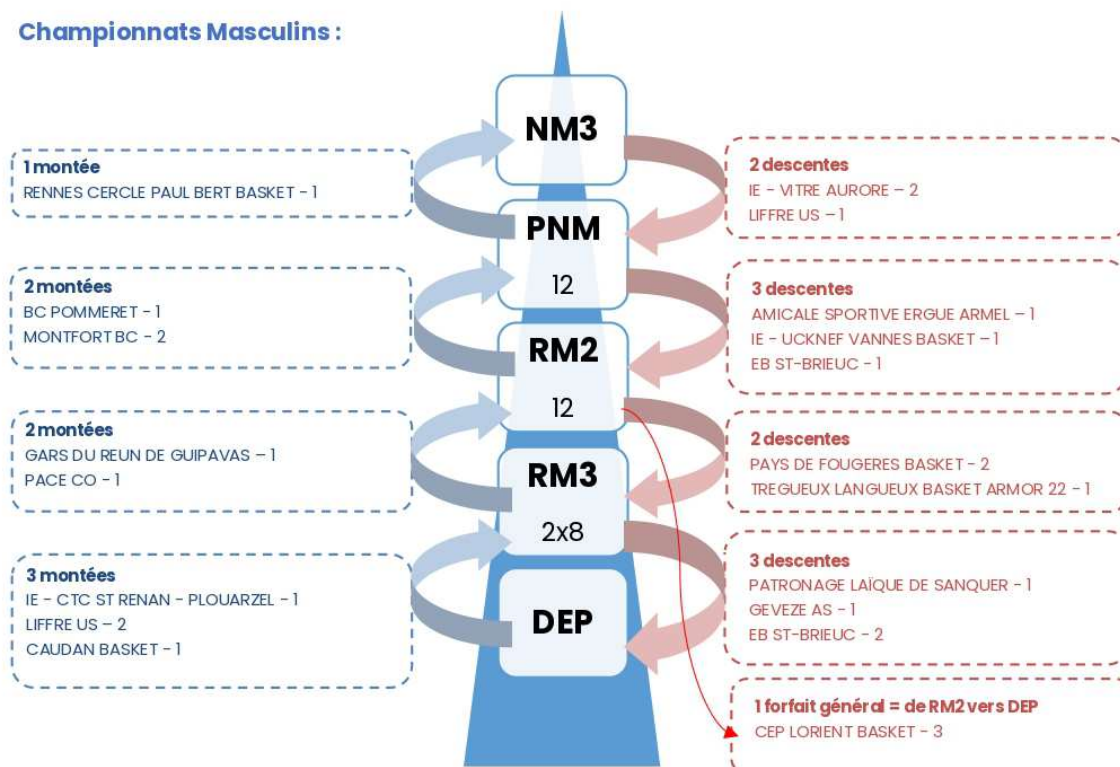 Championnats Masculins :
NM3
1 montée
RENNES CERCLE PAUL BERT BASKET - 1
2 descentes
IE - VITRE AURORE – 2
LIFFRE US – 1
PNM
12
2 montées
BC POMMERET - 1
MONTFORT BC - 2
3 descentes
AMICALE SPORTIVE ERGUE ARMEL – 1
IE - UCKNEF VANNES BASKET – 1
EB ST-BRIEUC - 1
RM2
12
2 montées
GARS DU REUN DE GUIPAVAS – 1
PACE CO - 1
2 descentes
PAYS DE FOUGERES BASKET - 2
TREGUEUX LANGUEUX BASKET ARMOR 22 - 1
RM3
2x8
3 montées
IE - CTC ST RENAN - PLOUARZEL - 1
LIFFRE US – 2
CAUDAN BASKET - 1
3 descentes
PATRONAGE LAÏQUE DE SANQUER - 1
GEVEZE AS - 1
EB ST-BRIEUC - 2
DEP
1 forfait général = de RM2 vers DEP
CEP LORIENT BASKET - 3